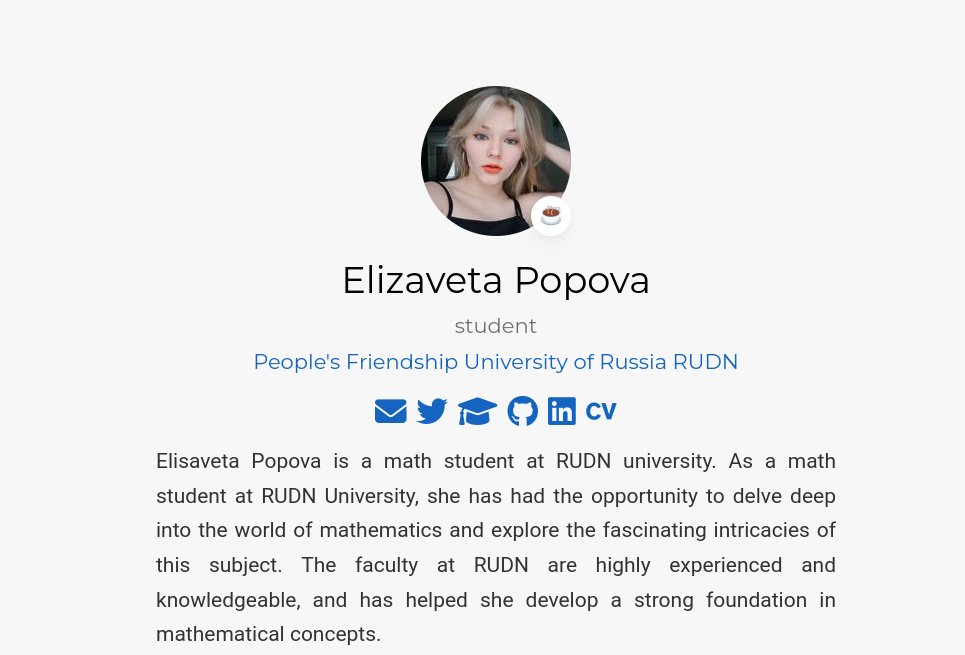 Elizaveta Popova
student
People's Friendship University of Russia RUDN
CV
Elisaveta Popova is a math student at RUDN university. As a math
student at RUDN University, she has had the opportunity to delve deep
into the world of mathematics and explore the fascinating intricacies of
this subject. The faculty at RUDN are highly experienced and
knowledgeable, and has helped she develop a strong foundation in
mathematical concepts.